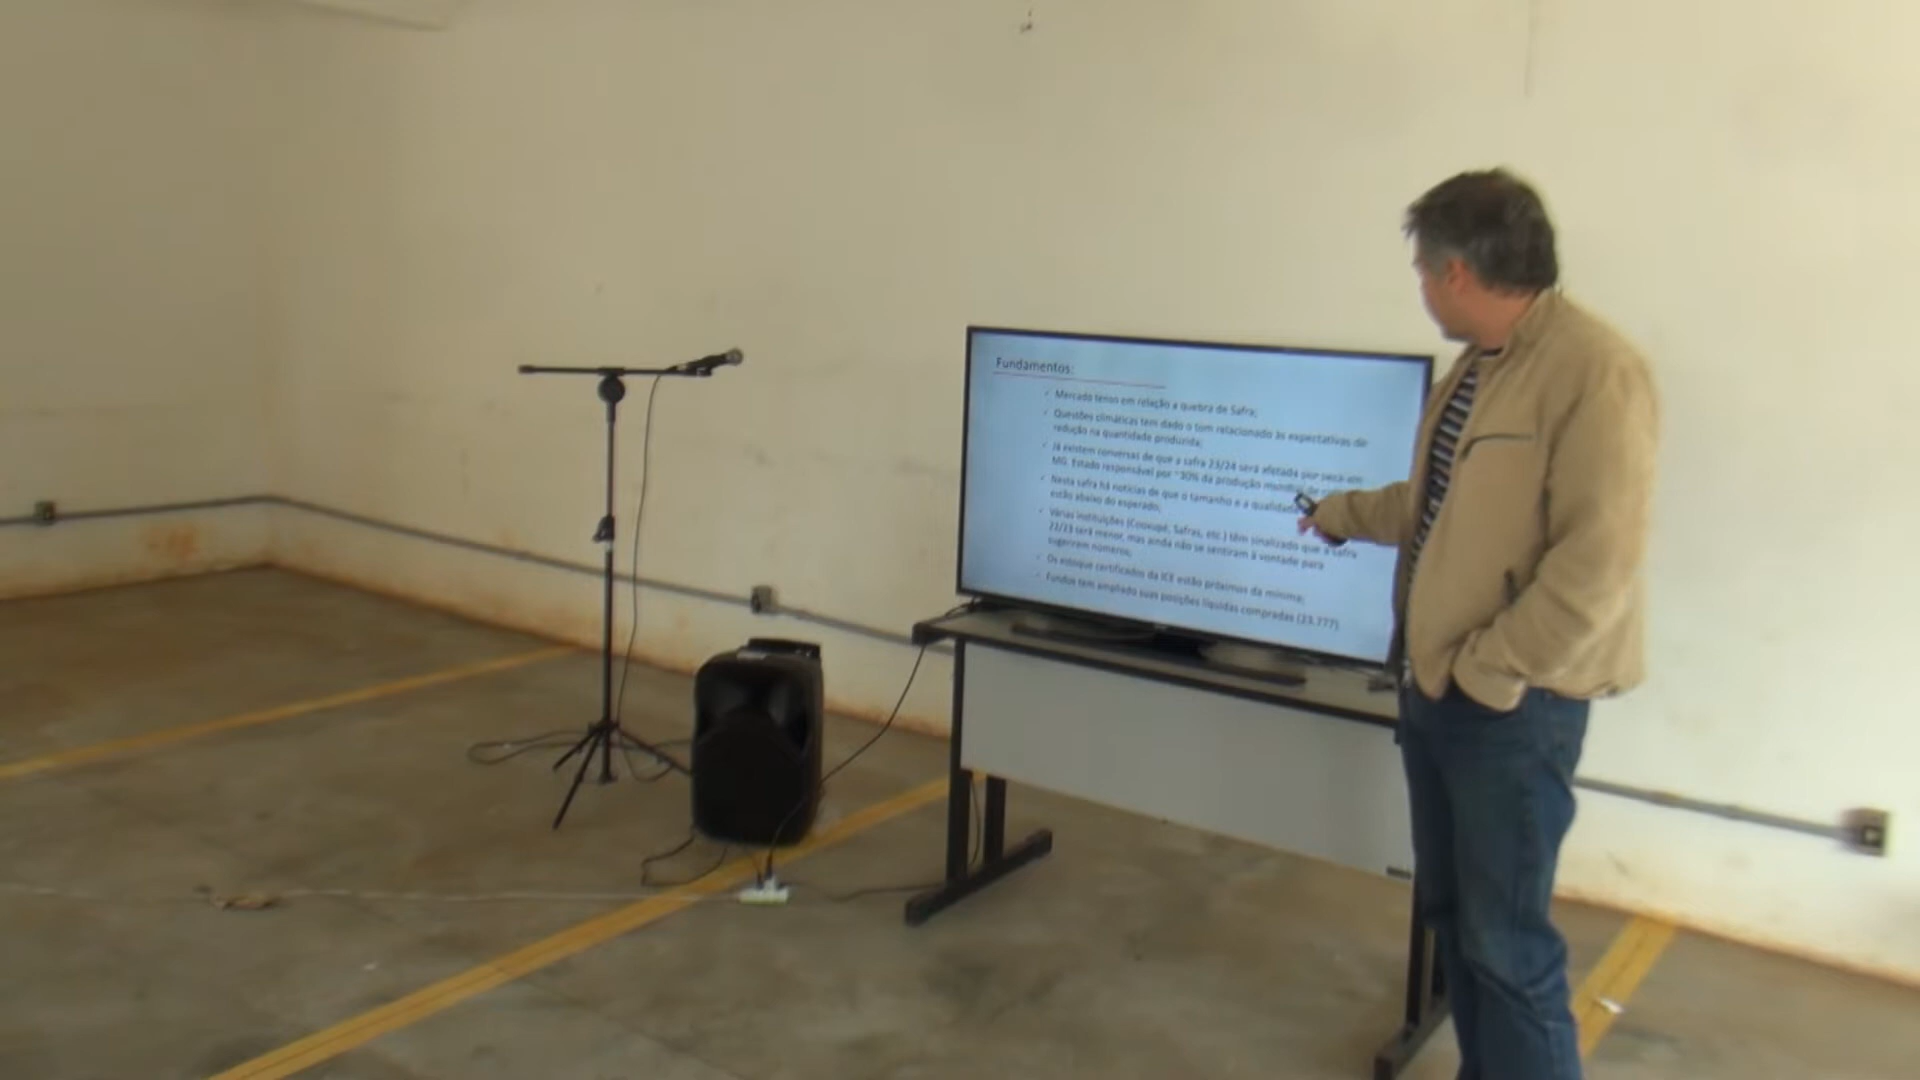 Fundamentos:
Mercado tenso em relação a quebra de Safra;
Questões climáticas tem dado o tom relacionado às expectativas de
redução na quantidade produzida;
Já existem conversas de que a safra 23/24 será afetada por seca em
MG. Estado responsável por ~30% da produção mundial
Nesta safra há notícias de que o tamanho e a qualidade
estão abaixo do esperado;
Várias instituições (Cooxupé, Safras, etc.) têm sinalizado que a Safra
22/23 será menor, mas ainda não se sentiram à vontade para
sugerirem números;
Os estoque certificados da ICE estão próximos da mínima;
Fundos tem ampliado suas posições líquidas compradas (23.777)